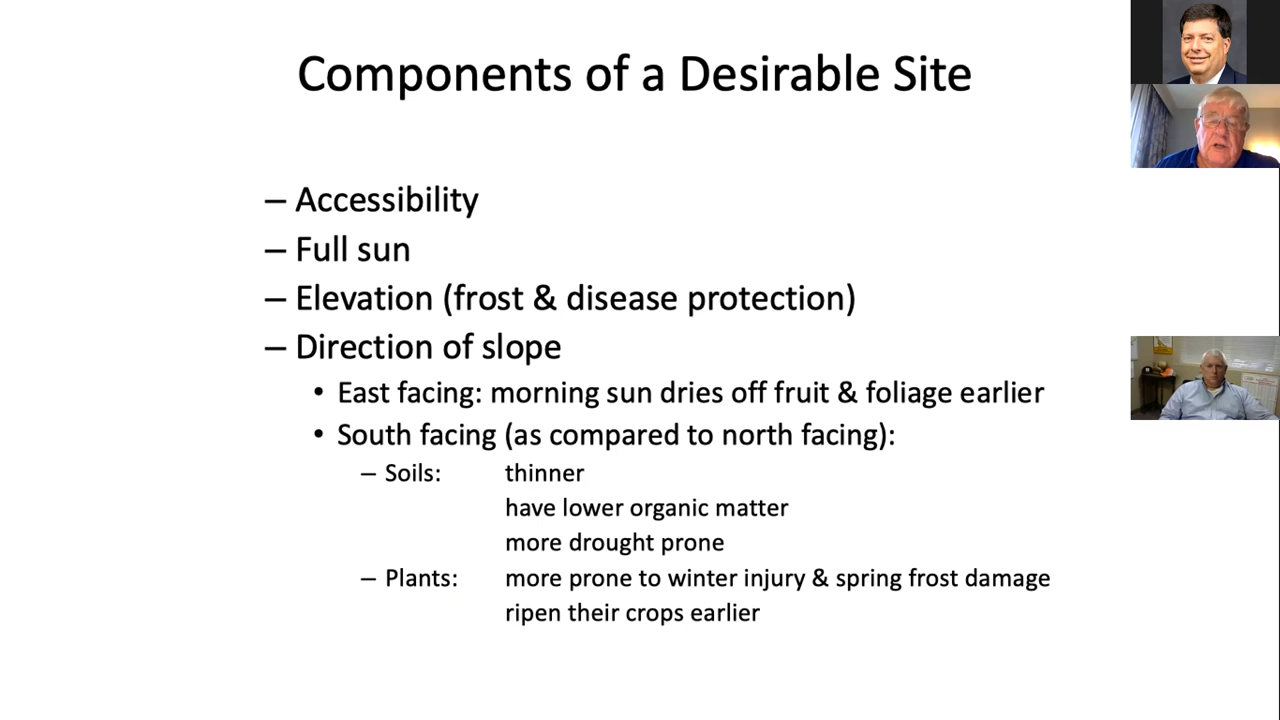 Components of a Desirable Site
– Accessibility
– Full sun
– Elevation (frost & disease protection)
– Direction of slope
• East facing: morning sun dries off fruit & foliage earlier
• South facing (as compared to north facing):
– Soils: thinner
have lower organic matter
more drought prone
– Plants: more prone to winter injury & spring frost damage
ripen their crops earlier